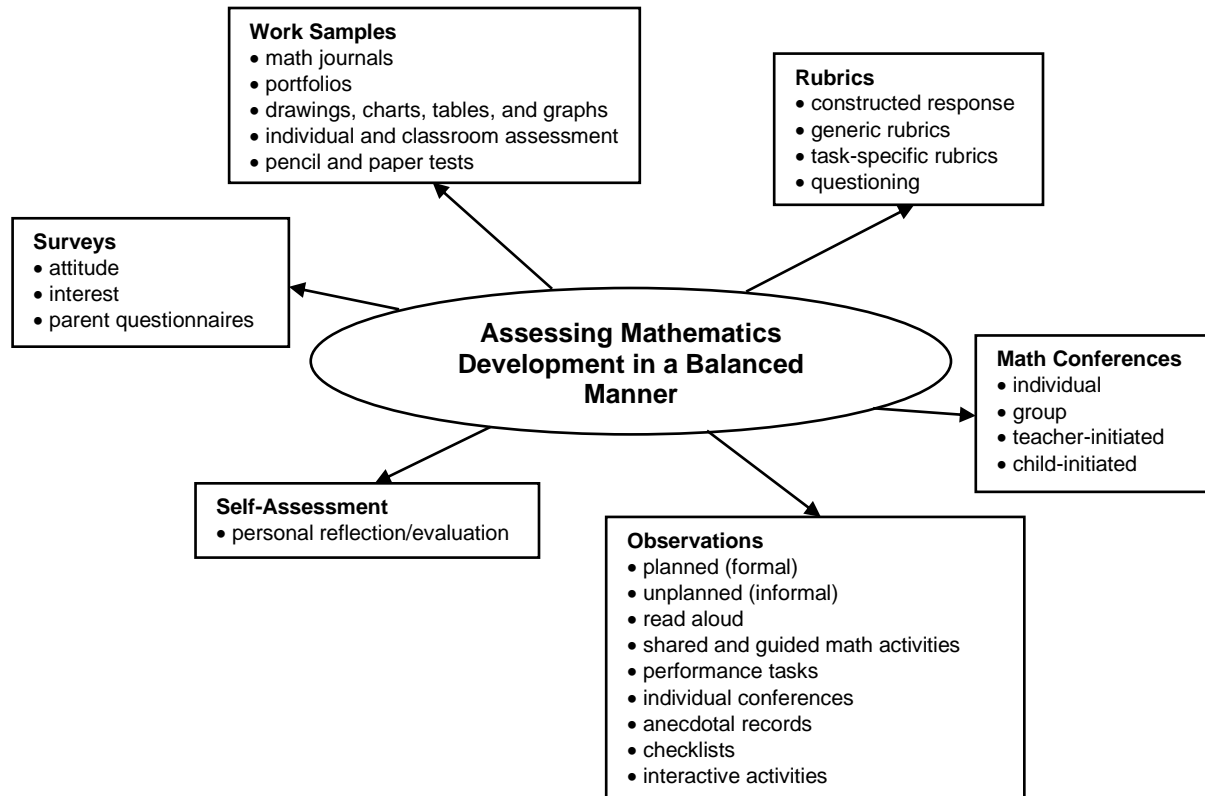 Work Samples
• math journals
• portfolios
• drawings, charts, tables, and graphs
• individual and classroom assessment
• pencil and paper tests
Rubrics
• constructed response
• generic rubrics
• task-specific rubrics
• questioning
Surveys
• attitude
• interest
• parent questionnaires
Assessing Mathematics
Development in a Balanced
Manner
Math Conferences
• individual
• group
• teacher-initiated
• child-initiated
Self-Assessment
• personal reflection/evaluation
Observations
• planned (formal)
• unplanned (informal)
• read aloud
• shared and guided math activities
• performance tasks
• individual conferences
• anecdotal records
• checklists
• interactive activities